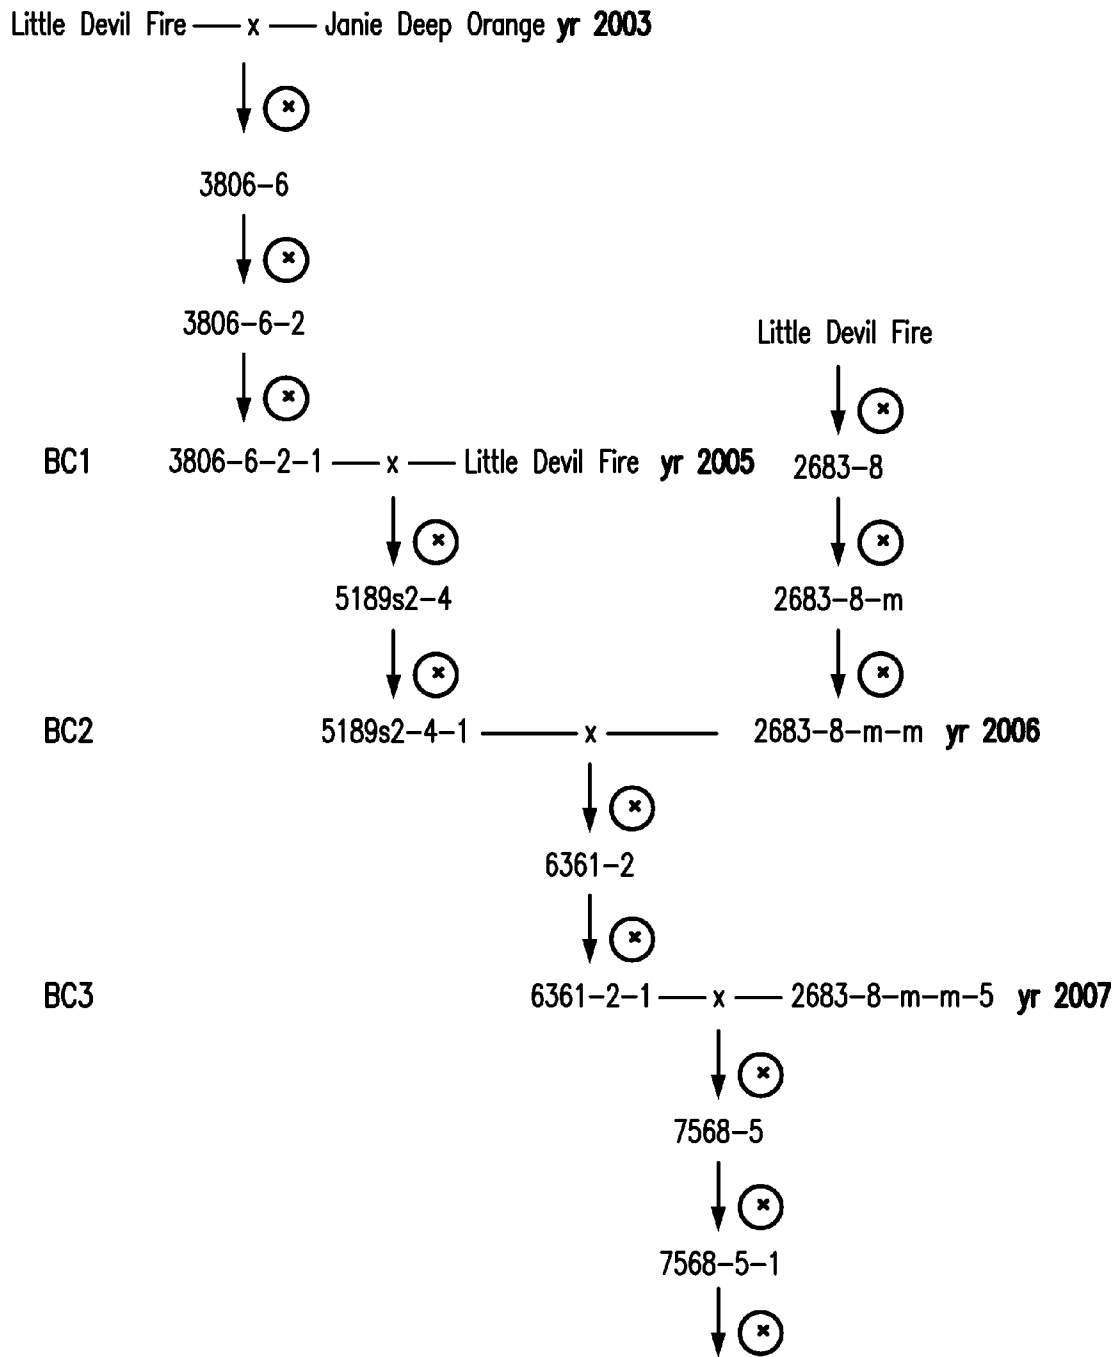 Little Devil Fire — x — Janie Deep Orange yr 2003
x
3806-6
x
3806-6-2
Little Devil Fire
x
x
BC1 3806-6-2-1 — x — Little Devil Fire yr 2005 2683-8
x
x
5189s2-4 2683-8-m
x
x
BC2 5189s2-4-1 — x — 2683-8-m-m yr 2006
x
6361-2
x
BC3 6361-2-1 — x — 2683-8-m-m-5 yr 2007
x
7568-5
x
7568-5-1
x